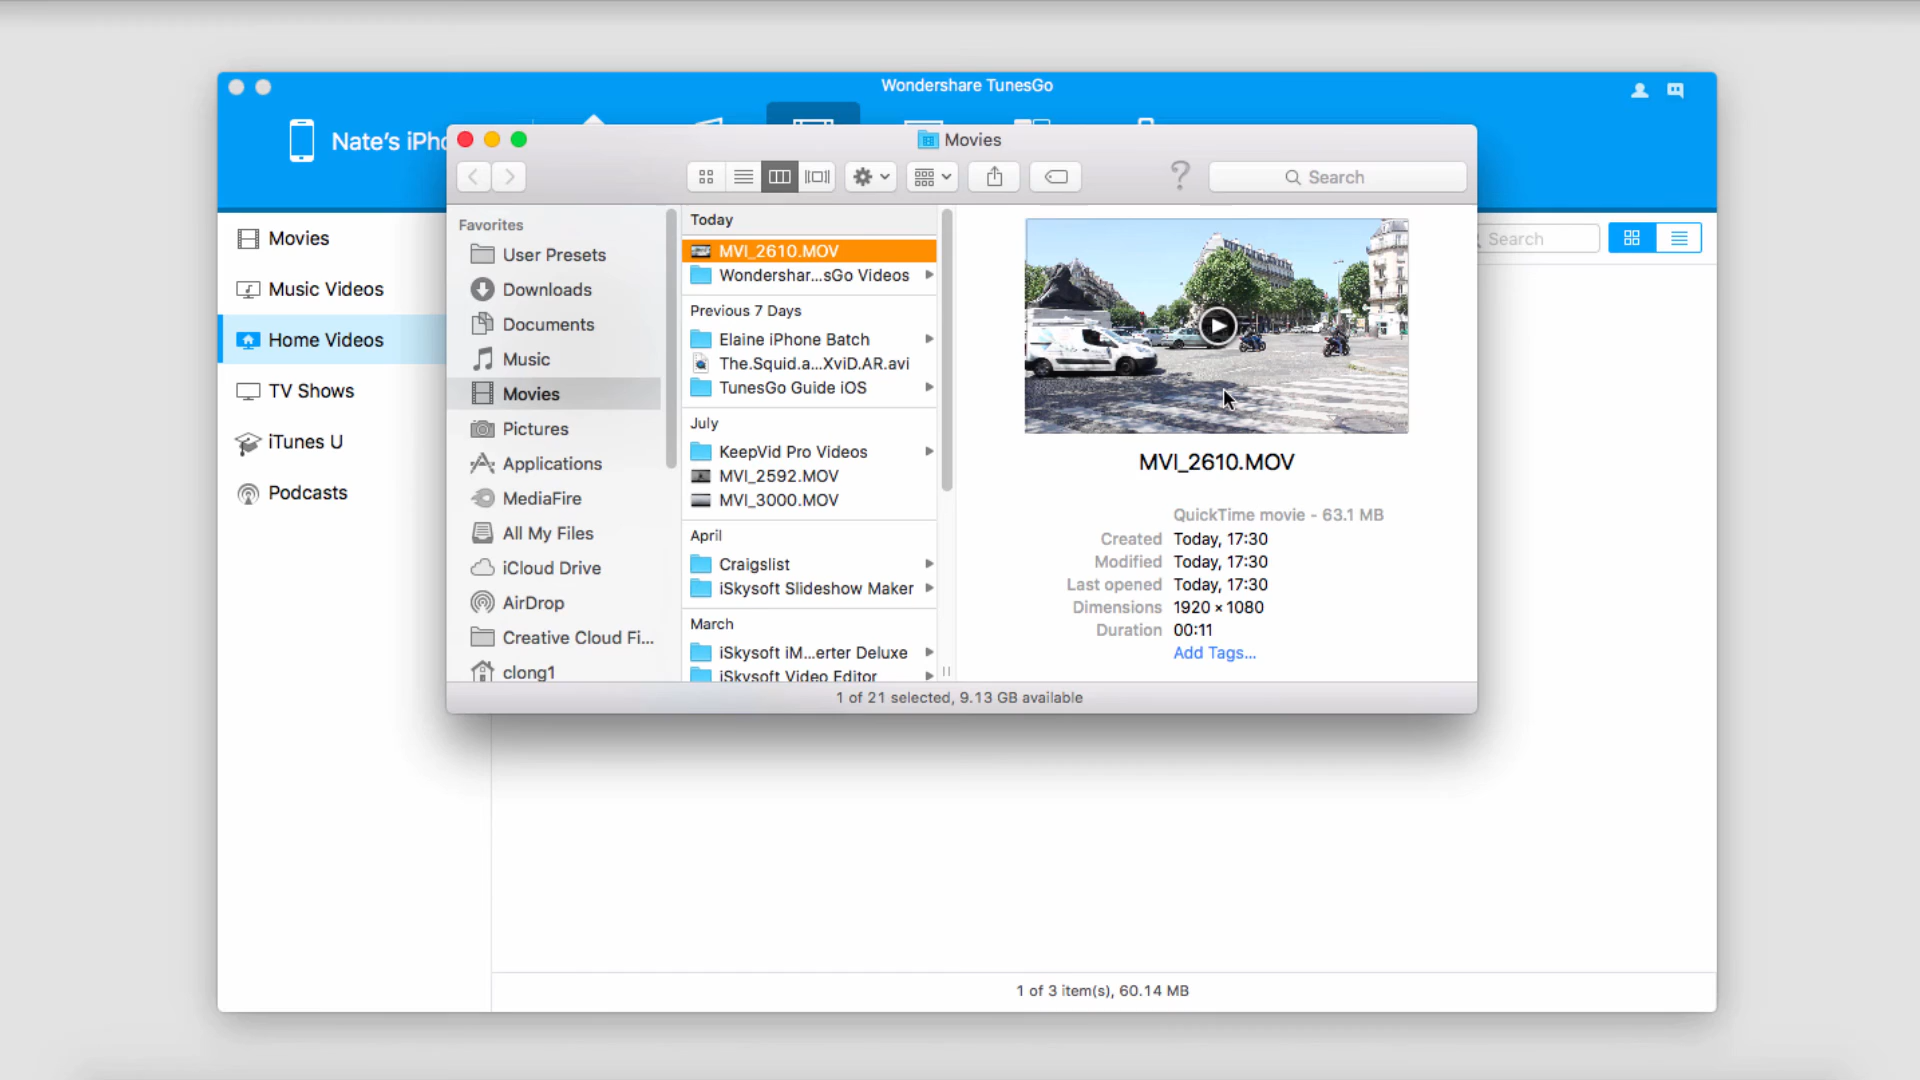 Wondershare TunesGo
Nate's iPho
Movies
Search
Favorites
User Presets
Downloads
Documents
Music
Movies
Pictures
Applications
MediaFire
All My Files
iCloud Drive
AirDrop
Creative Cloud Fi...
clong1
Today
MVI_2610.MOV
Wondershar...sGo Videos
Previous 7 Days
Elaine iPhone Batch
The.Squid.a...XviD.AR.avi
TunesGo Guide iOS
July
KeepVid Pro Videos
MVI_2592.MOV
MVI_3000.MOV
April
Craigslist
iSkysoft Slideshow Maker
March
iSkysoft iM...erter Deluxe
iSkysoft Video Editor
MVI_2610.MOV
QuickTime movie - 63.1 MB
Created Today, 17:30
Modified Today, 17:30
Last opened Today, 17:30
Dimensions 1920 × 1080
Duration 00:11
Add Tags...
1 of 21 selected, 9.13 GB available
Movies
Music Videos
Home Videos
TV Shows
iTunes U
Podcasts
Search
1 of 3 item(s), 60.14 MB